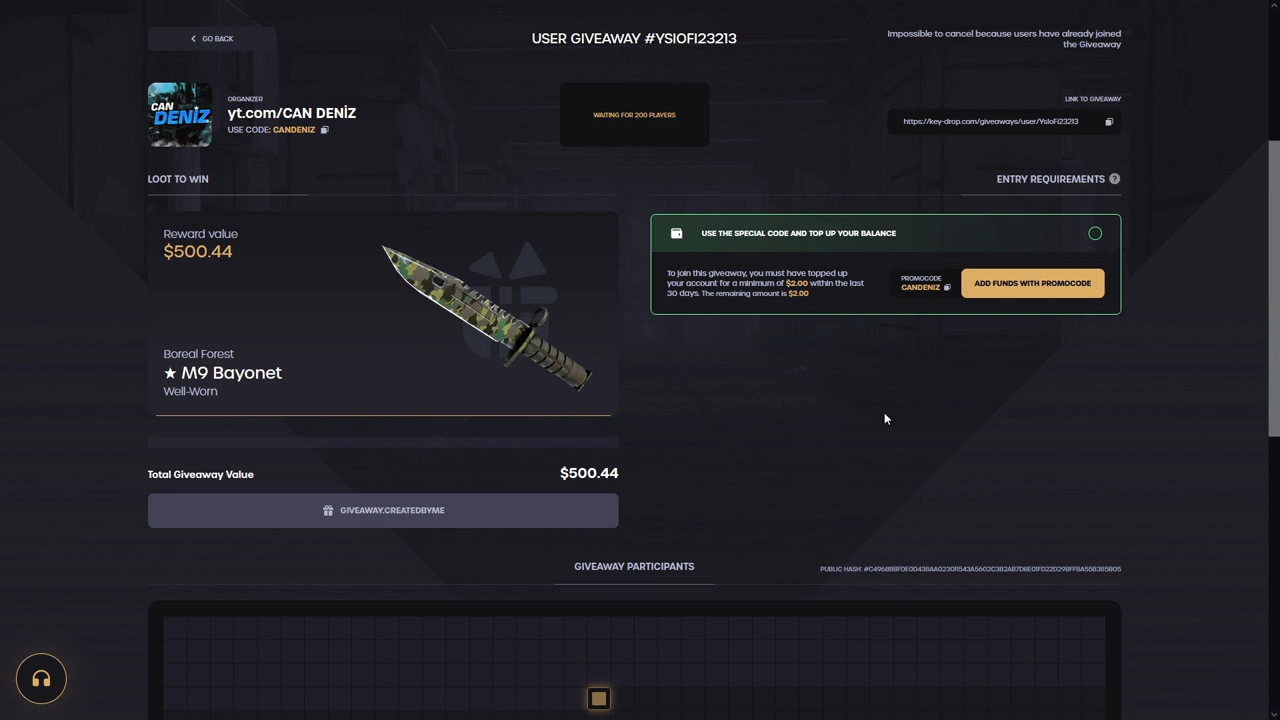 GO BACK
USER GIVEAWAY #YSIOFI23213
Impossible to cancel because users have already joined
the Giveaway
CAN
DENİZ
ORGANIZER
yt.com/CAN DENİZ
USE CODE: CANDENIZ
WAITING FOR 200 PLAYERS
LINK TO GIVEAWAY
https://key-drop.com/giveaways/user/YsIoFi23213
LOOT TO WIN
ENTRY REQUIREMENTS ?
Reward value
$500.44
Boreal Forest
★ M9 Bayonet
Well-Worn
USE THE SPECIAL CODE AND TOP UP YOUR BALANCE
To join this giveaway, you must have topped up
your account for a minimum of $2.00 within the last
30 days. The remaining amount is $2.00
PROMOCODE
CANDENIZ
ADD FUNDS WITH PROMOCODE
Total Giveaway Value
$500.44
GIVEAWAY.CREATEDBYME
GIVEAWAY PARTICIPANTS
PUBLIC HASH: